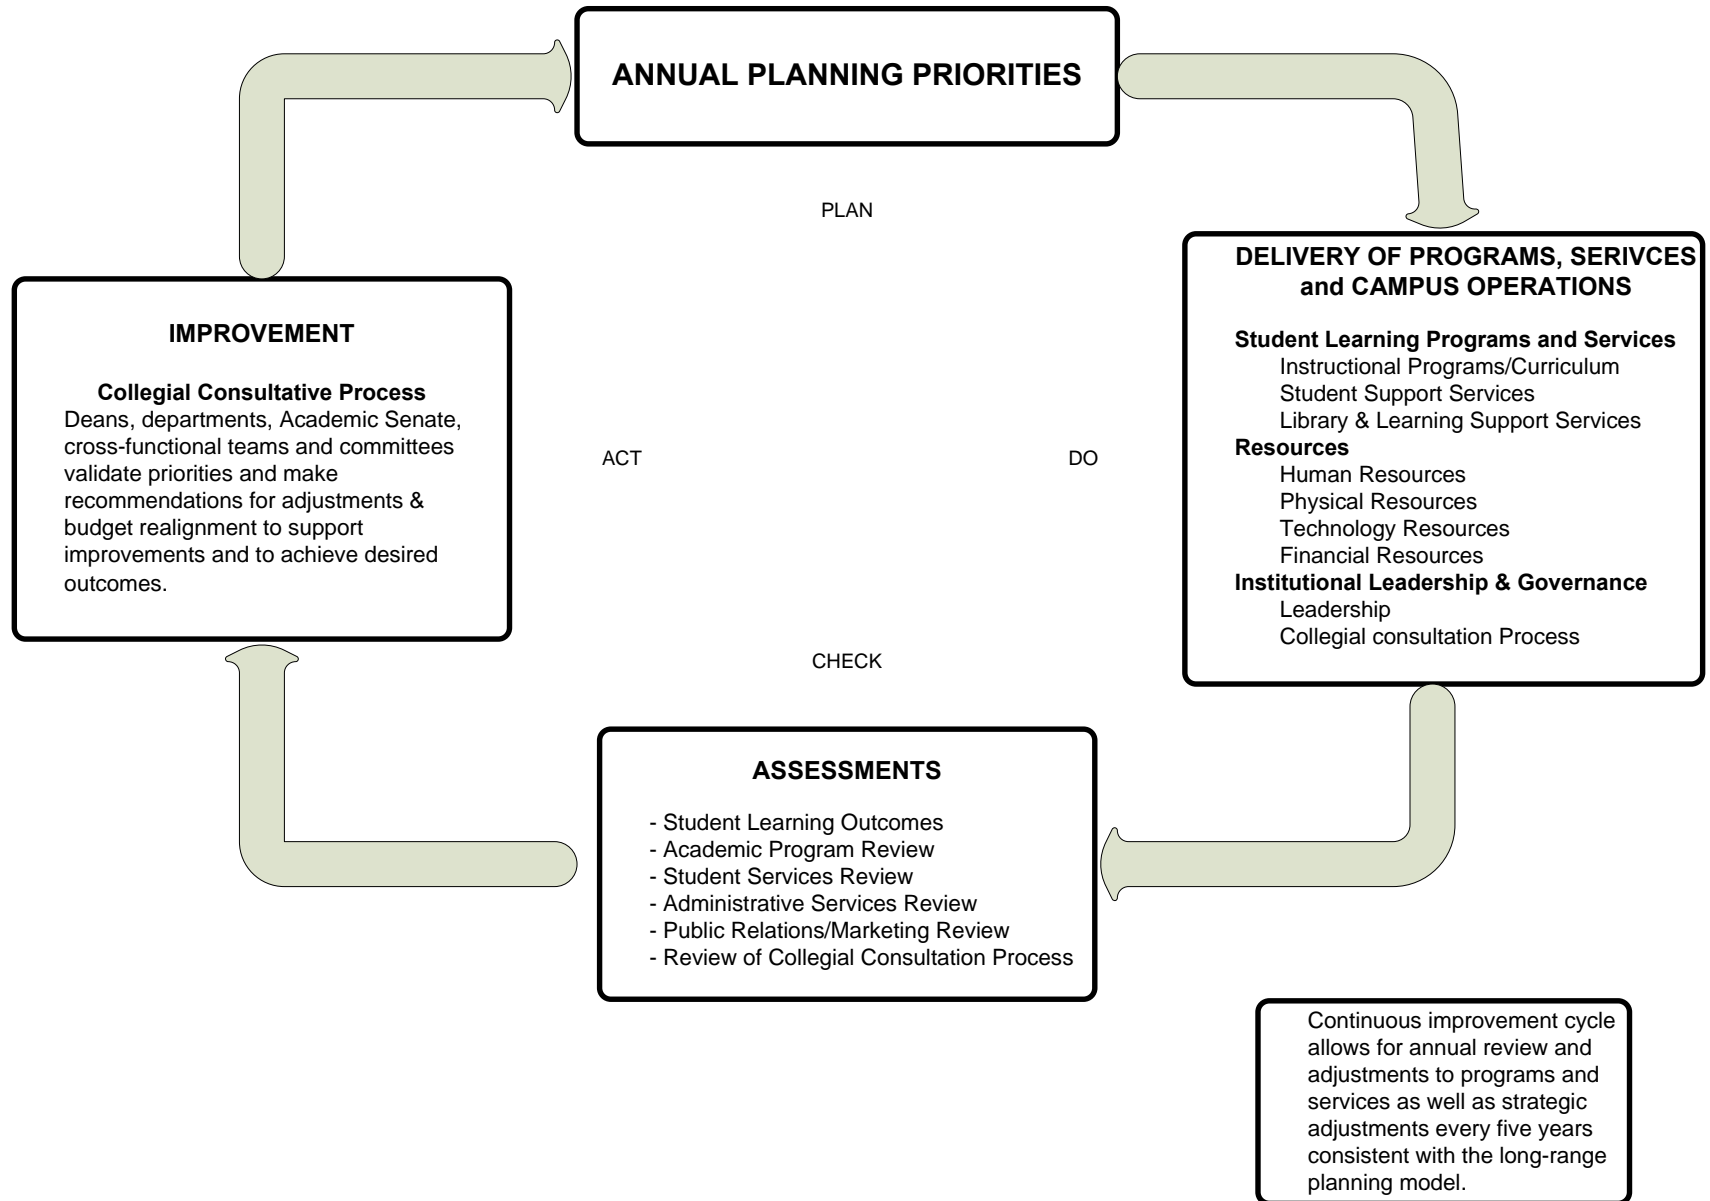 ANNUAL PLANNING PRIORITIES
PLAN
DELIVERY OF PROGRAMS, SERIVCES
and CAMPUS OPERATIONS
Student Learning Programs and Services
Instructional Programs/Curriculum
Student Support Services
Library & Learning Support Services
Resources
Human Resources
Physical Resources
Technology Resources
Financial Resources
Institutional Leadership & Governance
Leadership
Collegial consultation Process
DO
IMPROVEMENT
Collegial Consultative Process
Deans, departments, Academic Senate,
cross-functional teams and committees
validate priorities and make
recommendations for adjustments &
budget realignment to support
improvements and to achieve desired
outcomes.
ACT
CHECK
ASSESSMENTS
- Student Learning Outcomes
- Academic Program Review
- Student Services Review
- Administrative Services Review
- Public Relations/Marketing Review
- Review of Collegial Consultation Process
Continuous improvement cycle
allows for annual review and
adjustments to programs and
services as well as strategic
adjustments every five years
consistent with the long-range
planning model.